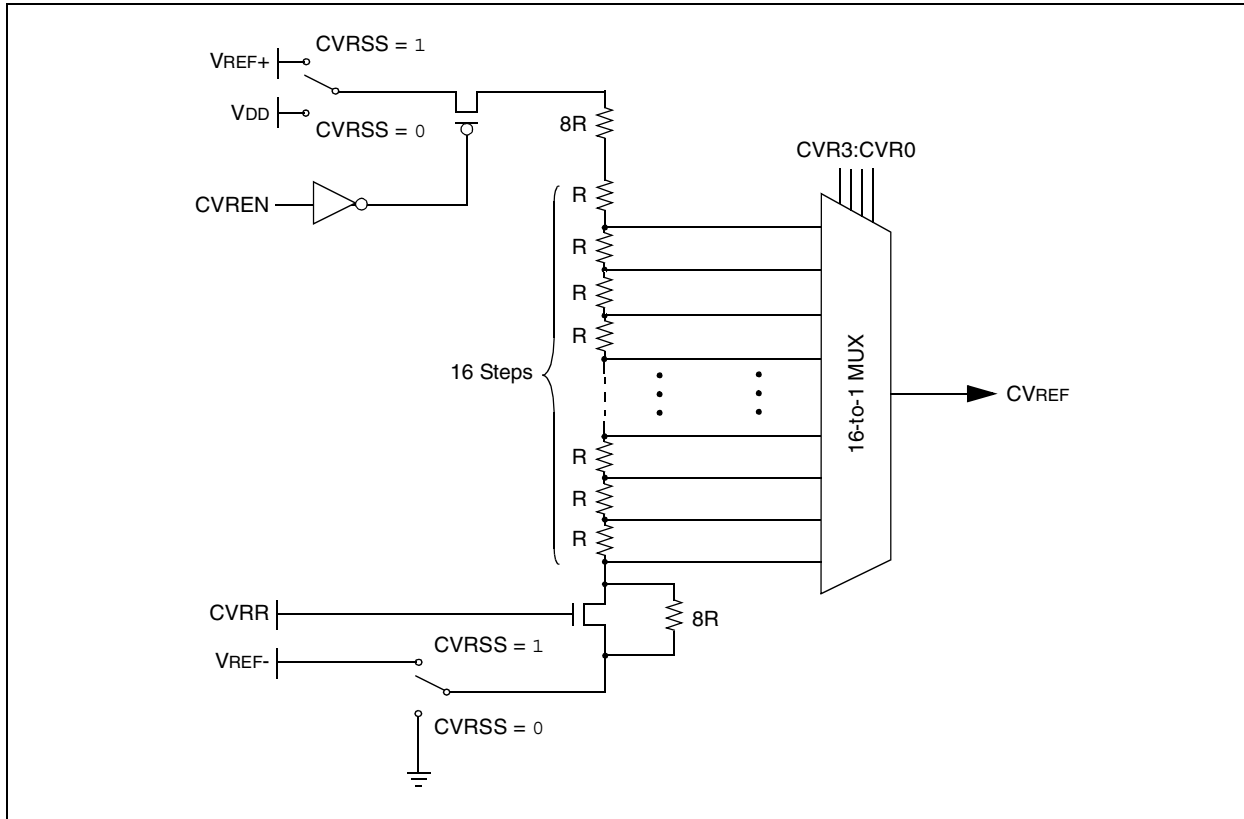 CVRSS = 1
VREF+
VDD
CVRSS = 0
8R
CVR3:CVR0
CVREN
R
R
R
R
16 Steps
16-to-1 MUX
CVREF
R
R
R
CVRR
8R
CVRSS = 1
VREF-
CVRSS = 0